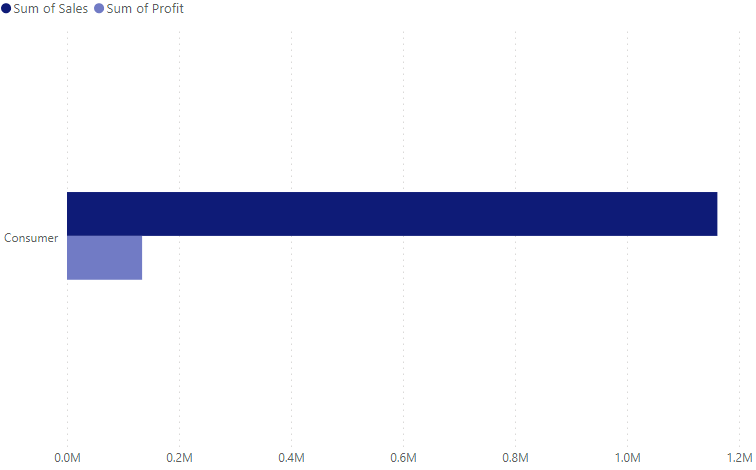 Sum of Sales Sum of Profit
Consumer
0.0M 0.2M 0.4M 0.6M 0.8M 1.0M 1.2M